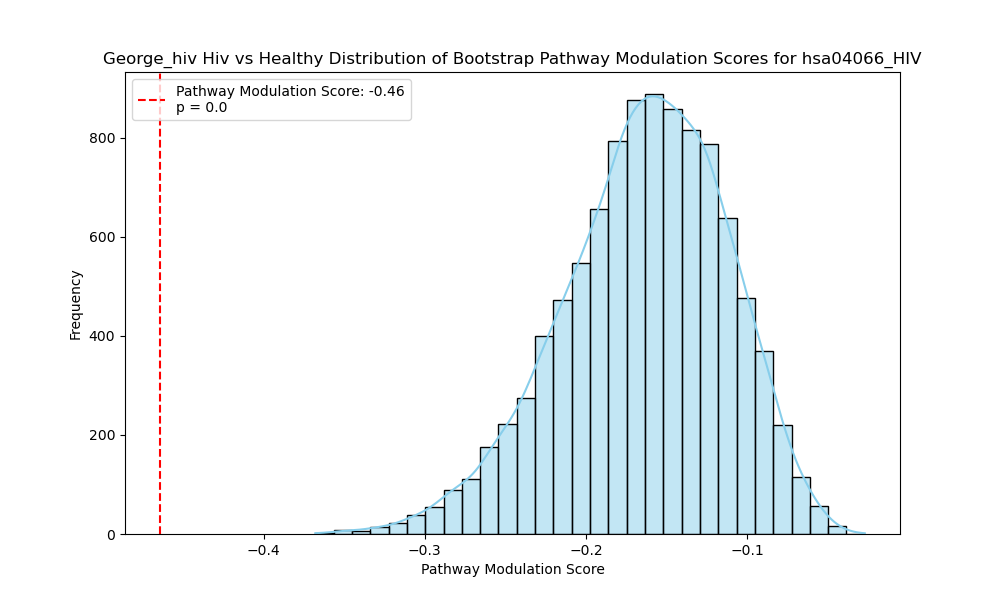 George_hiv Hiv vs Healthy Distribution of Bootstrap Pathway Modulation Scores for hsa04066_HIV
Pathway Modulation Score: -0.46
p = 0.0
Frequency
800
600
400
200
0
−0.4
−0.3
−0.2
−0.1
Pathway Modulation Score